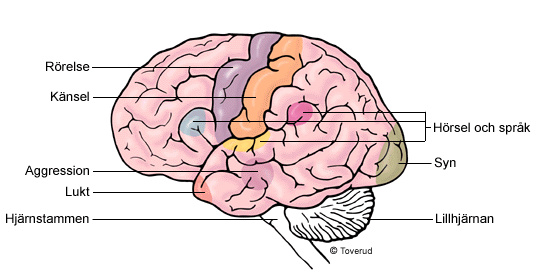 Rörelse
Känsel
Hörsel och språk
Aggression
Syn
Lukt
Hjärnstammen
Lillhjärnan
© Toverud